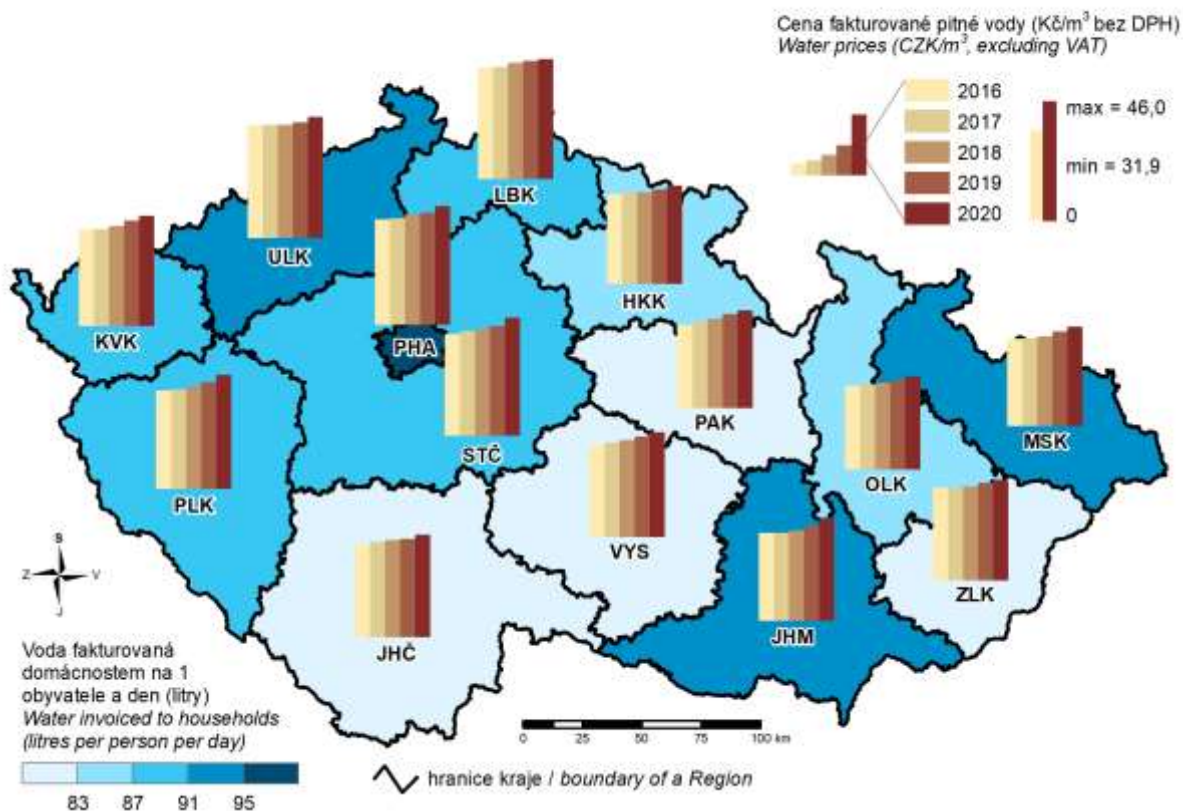 Cena fakturované pitné vody (Kč/m³ bez DPH)
Water prices (CZK/m³, excluding VAT)
2016
2017
2018
2019
2020
max = 46,0
min = 31,9
0
LBK
ULK
HKK
KVK
PHA
PAK
MSK
STČ
OLK
PLK
VYS
ZLK
JHM
JHČ
S
Z
V
J
Voda fakturovaná
domácnostem na 1
obyvatele a den (litry)
Water invoiced to households
(litres per person per day)
83 87 91 95
0 25 50 75 100 km
hranice kraje / boundary of a Region